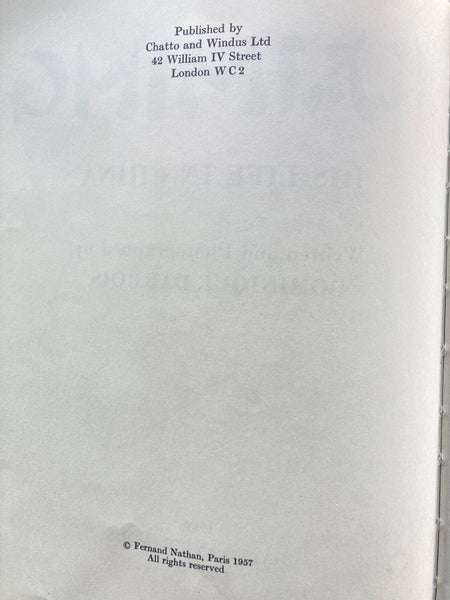 Published by
Chatto and Windus Ltd
42 William IV Street
London W C 2
© Fernand Nathan, Paris 1957
All rights reserved